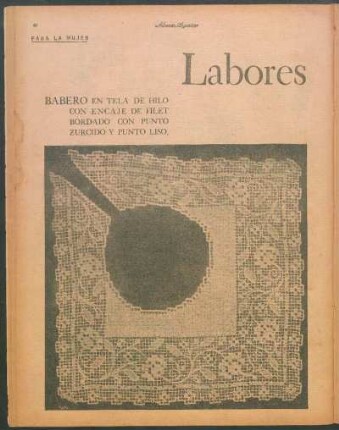 PARA LA MUJER
Labores
BABERO EN TELA DE HILO
CON ENCAJE DE FILET
BORDADO CON PUNTO
ZURCIDO Y PUNTO LISO.